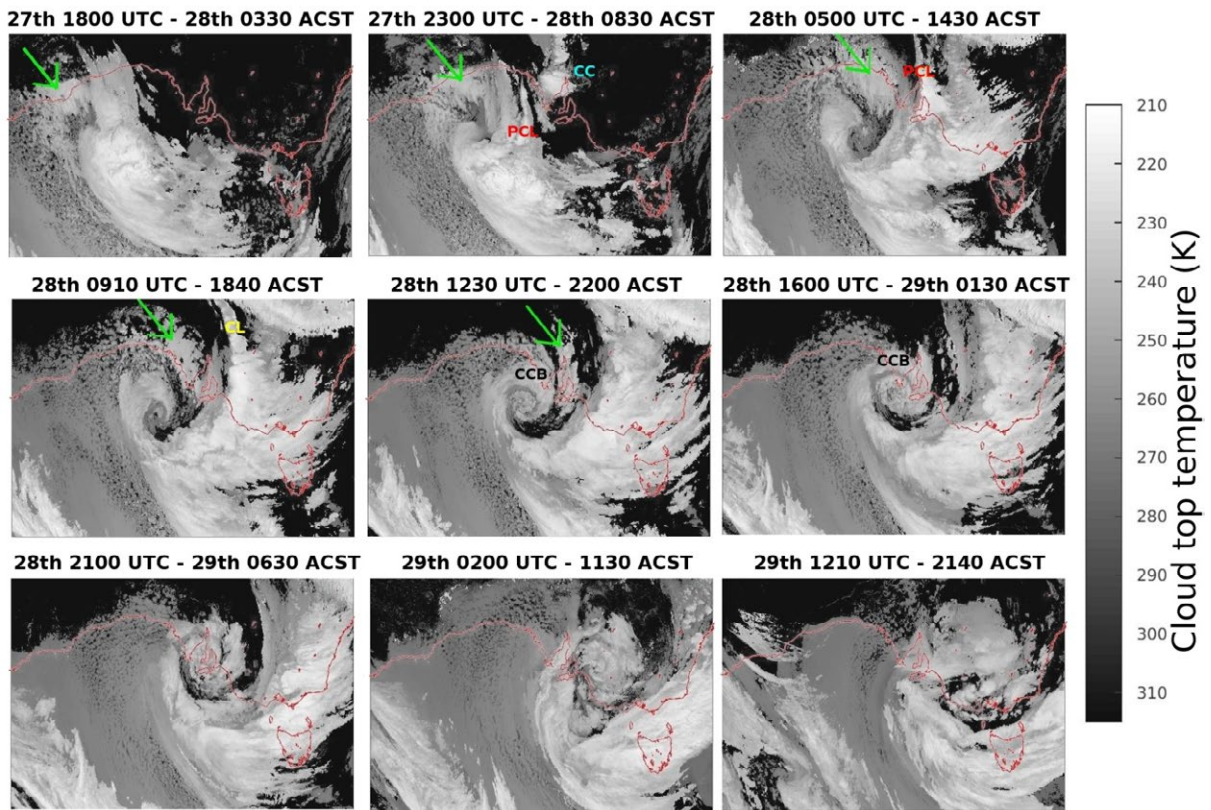 27th 1800 UTC - 28th 0330 ACST
27th 2300 UTC - 28th 0830 ACST
28th 0500 UTC - 1430 ACST
CC
PCL
PCL
28th 0910 UTC - 1840 ACST
28th 1230 UTC - 2200 ACST
28th 1600 UTC - 29th 0130 ACST
CL
CCB
CCB
28th 2100 UTC - 29th 0630 ACST
29th 0200 UTC - 1130 ACST
29th 1210 UTC - 2140 ACST
210
220
230
240
250
260
270
280
290
300
310
Cloud top temperature (K)